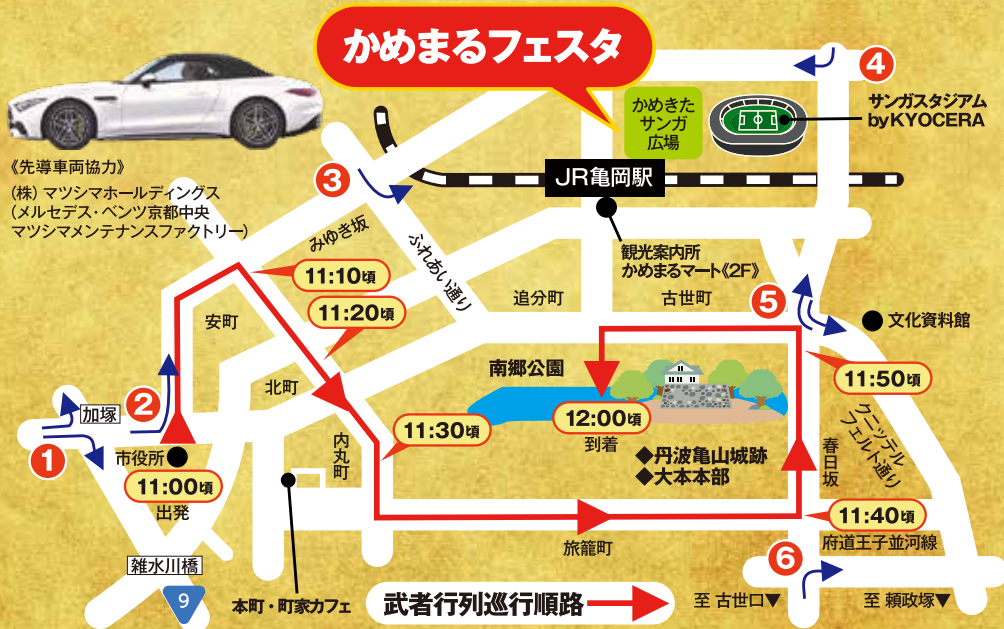 かめまるフェスタ
《先導車両協力》
(株) マツシマホールディングス
(メルセデス・ベンツ京都中央
マツシマメンテナンスファクトリー)
かめきた
サンガ
広場
4
サンガスタジアム
byKYOCERA
3
JR亀岡駅
みゆき坂
ふれあい通り
観光案内所
かめまるマート《2F》
11:10頃
11:20頃
安町
追分町
古世町
5
文化資料館
北町
南郷公園
11:50頃
加塚
2
1
市役所
11:00頃
出発
内丸町
11:30頃
12:00頃
到着
◆丹波亀山城跡
◆大本本部
春日坂
クニッテル
フェルト通り
11:40頃
旅籠町
府道王子並河線
6
雑水川橋
9
本町・町家カフェ
武者行列巡行順路
至 古世口▼
至 頼政塚▼